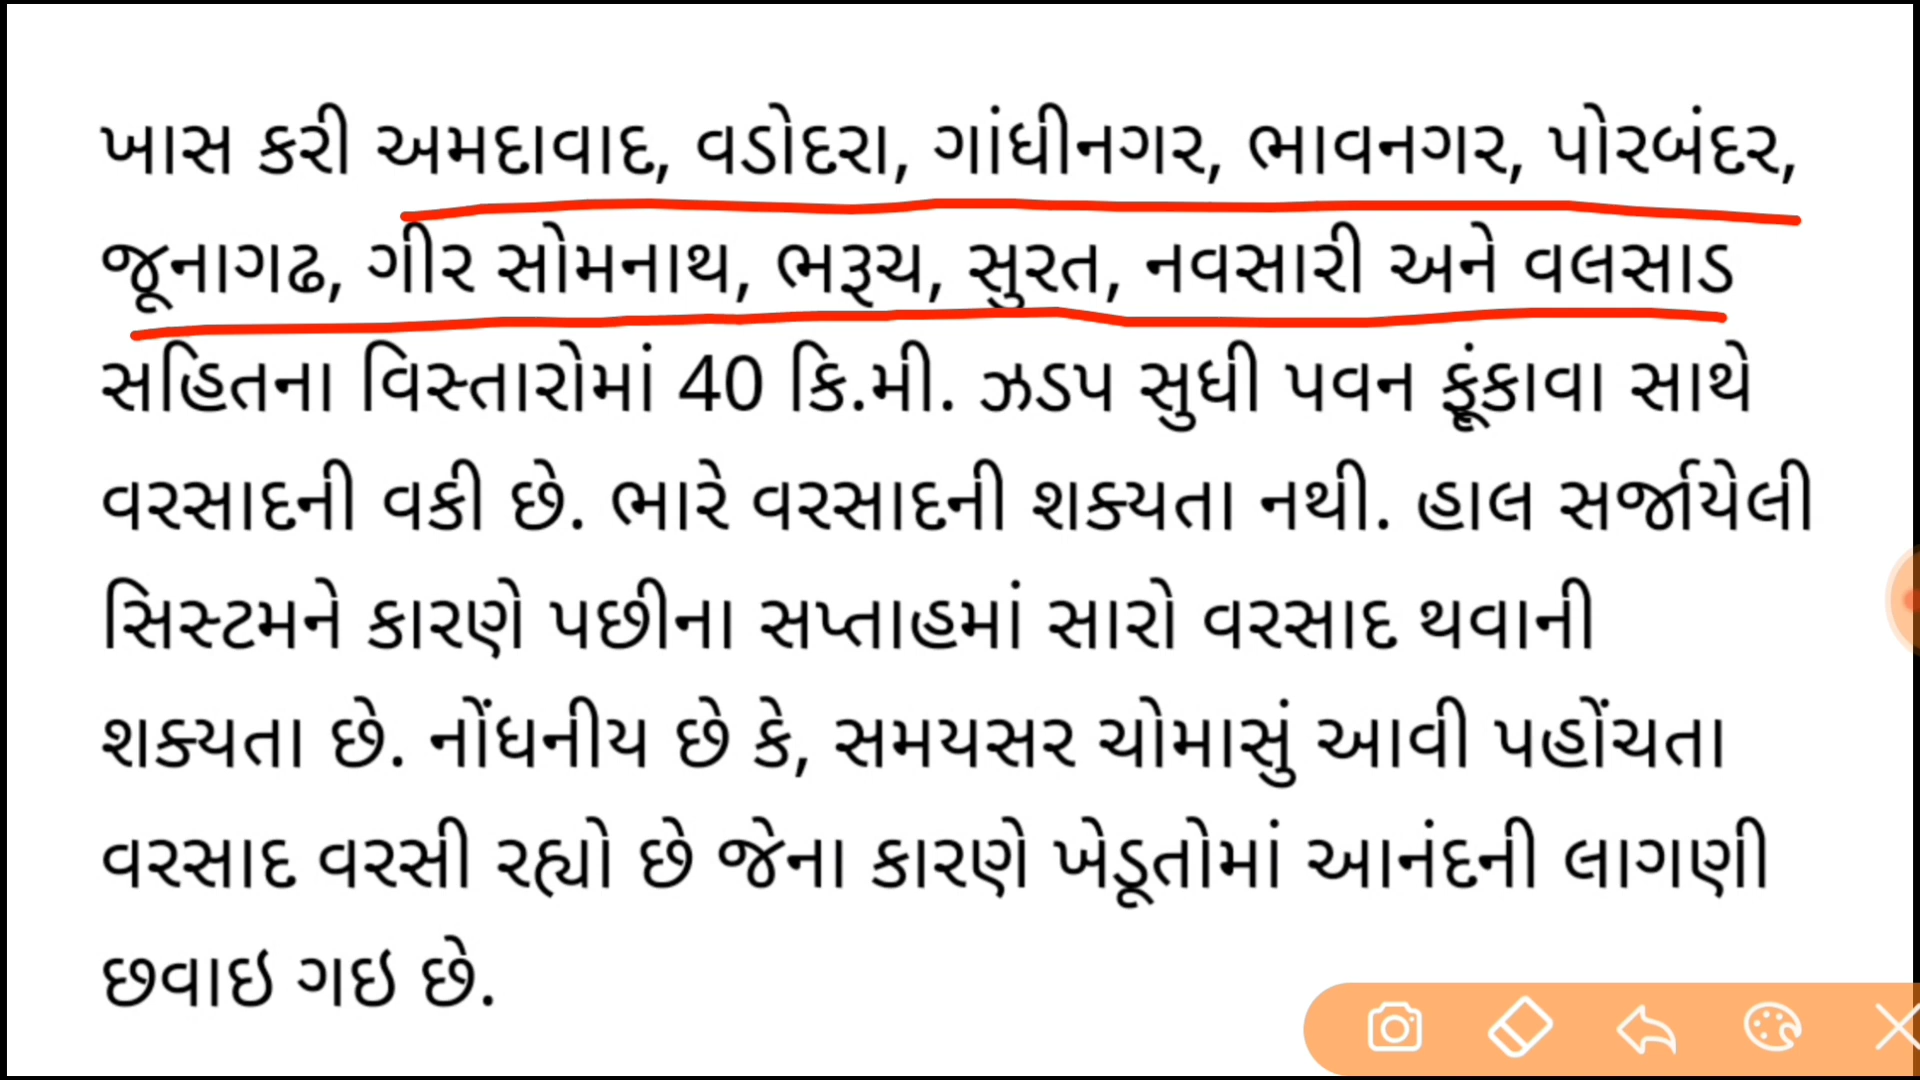 ખાસ કરી અમદાવાદ, વડોદરા, ગાંધીનગર, ભાવનગર, પોરબંદર,
જૂનાગઢ, ગીર સોમનાથ, ભરૂચ, સુરત, નવસારી અને વલસાડ
સહિતના વિસ્તારોમાં 40 કિ.મી. ઝડપ સુધી પવન ફૂંકાવા સાથે
વરસાદની વકી છે. ભારે વરસાદની શક્યતા નથી. હાલ સર્જાયેલી
સિસ્ટમને કારણે પછીના સપ્તાહમાં સારો વરસાદ થવાની
શક્યતા છે. નોંધનીય છે કે, સમયસર ચોમાસું આવી પહોંચતા
વરસાદ વરસી રહ્યો છે જેના કારણે ખેડૂતોમાં આનંદની લાગણી
છવાઇ ગઇ છે.